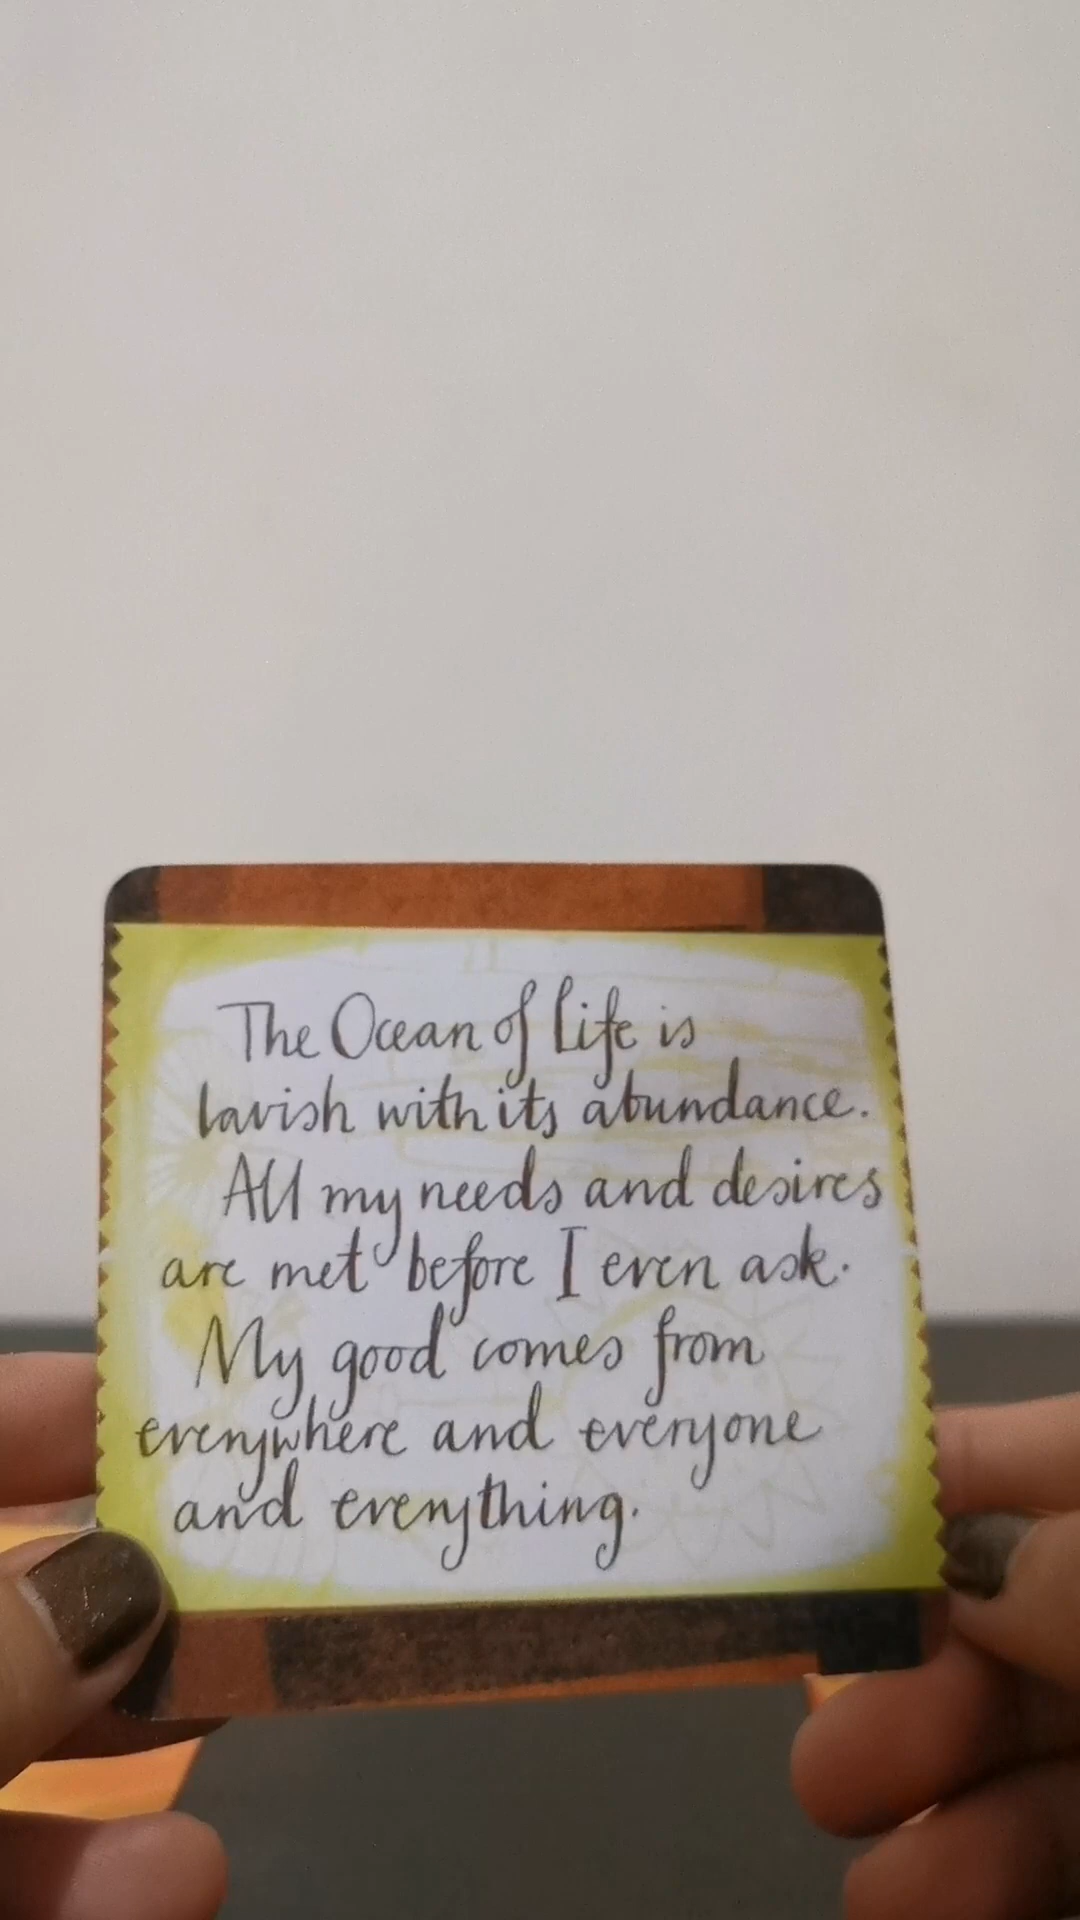 The Ocean of Life is
lavish with its abundance.
All my needs and desires
are met before I even ask.
My good comes from
everywhere and everyone
and everything.